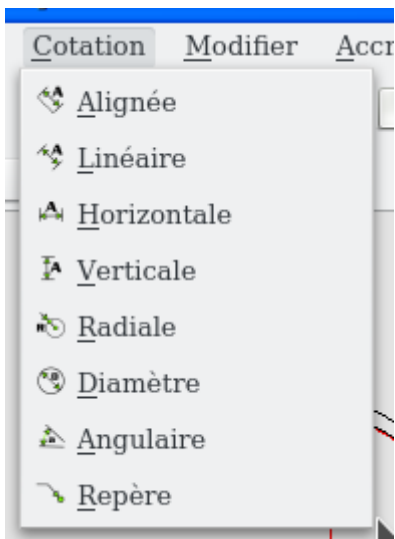 Cotation Modifier Accr
Alignée
Linéaire
Horizontale
Verticale
Radiale
Diamètre
Angulaire
Repère